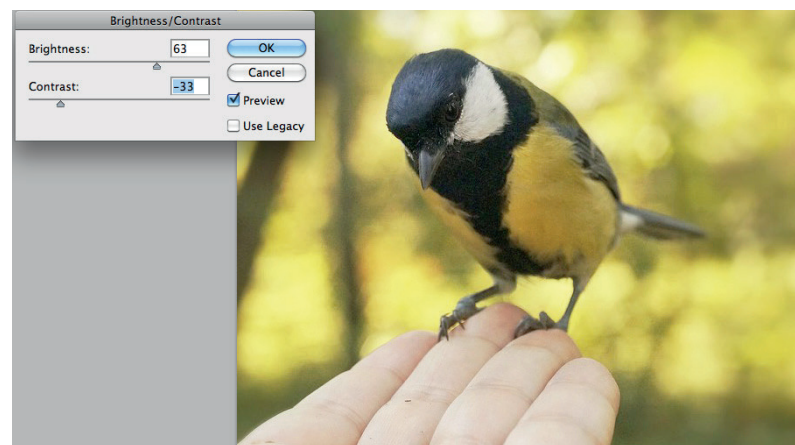 Brightness/Contrast
Brightness: 63
OK
Cancel
Contrast: -33
Preview
Use Legacy